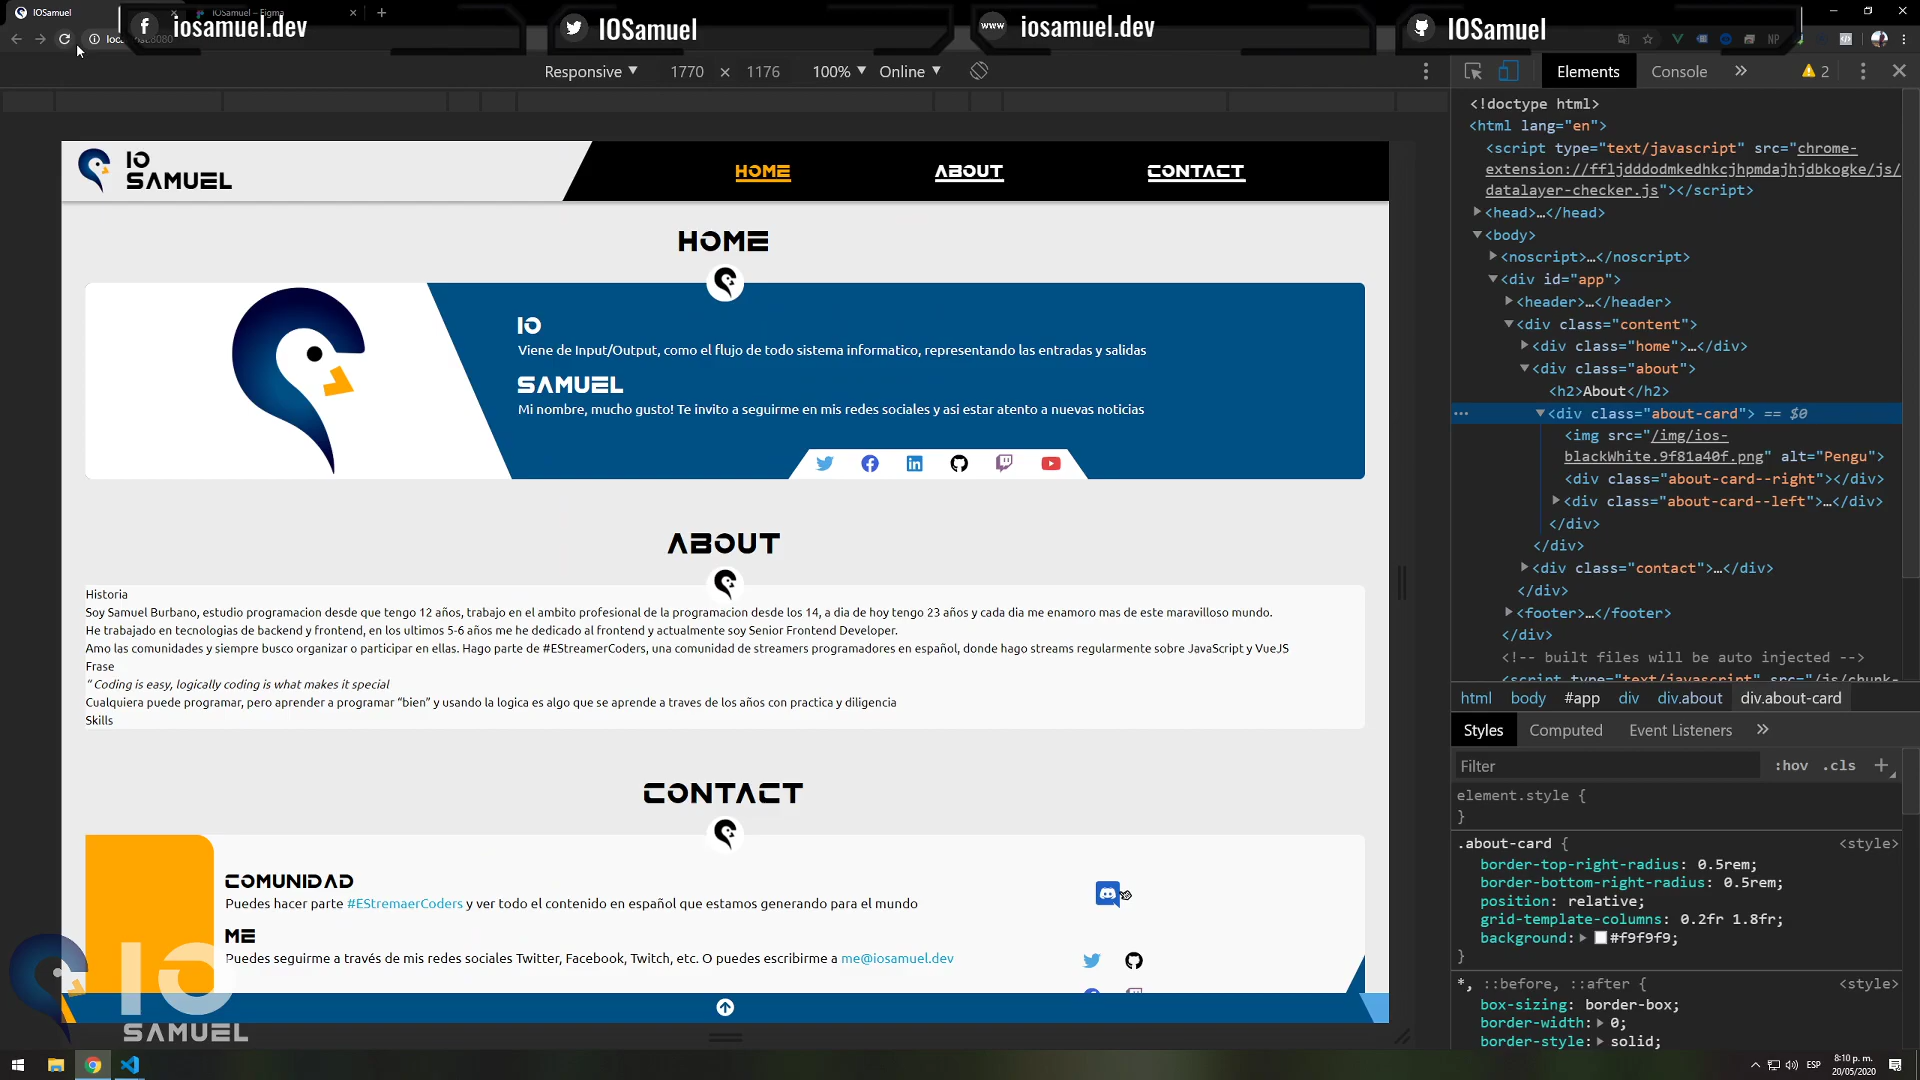 IOSamuel
IOSamuel – Figma
iosamuel.dev
IOSamuel
www
iosamuel.dev
IOSamuel
Responsive
1770
×
1176
100%
Online
Elements
Console
2
IO
SAMUEL
HOME
ABOUT
CONTACT
HOME
IO
Viene de Input/Output, como el flujo de todo sistema informatico, representando las entradas y salidas
SAMUEL
Mi nombre, mucho gusto! Te invito a seguirme en mis redes sociales y asi estar atento a nuevas noticias
ABOUT
Historia
Soy Samuel Burbano, estudio programacion desde que tengo 12 años, trabajo en el ambito profesional de la programacion desde los 14, a dia de hoy tengo 23 años y cada dia me enamoro mas de este maravilloso mundo.
He trabajado en tecnologias de backend y frontend, en los ultimos 5-6 años me he dedicado al frontend y actualmente soy Senior Frontend Developer.
Amo las comunidades y siempre busco organizar o participar en ellas. Hago parte de #EStreamerCoders, una comunidad de streamers programadores en español, donde hago streams regularmente sobre JavaScript y VueJS
Frase
“ Coding is easy, logically coding is what makes it special
Cualquiera puede programar, pero aprender a programar “bien” y usando la logica es algo que se aprende a traves de los años con practica y diligencia
Skills
CONTACT
COMUNIDAD
Puedes hacer parte #EStremaerCoders y ver todo el contenido en español que estamos generando para el mundo
ME
Puedes seguirme a través de mis redes sociales Twitter, Facebook, Twitch, etc. O puedes escribirme a me@iosamuel.dev
IO
SAMUEL
<!doctype html>
<html lang="en">
<script type="text/javascript" src="chrome-
extension://ffljdddodmkedhkcjhpmdajhjdbkogke/js/
datalayer-checker.js"></script>
<head>…</head>
<body>
<noscript>…</noscript>
<div id="app">
<header>…</header>
<div class="content">
<div class="home">…</div>
<div class="about">
<h2>About</h2>
<div class="about-card"> == $0
<img src="/img/ios-
blackWhite.9f81a40f.png" alt="Pengu">
<div class="about-card--right"></div>
<div class="about-card--left">…</div>
</div>
</div>
<div class="contact">…</div>
</div>
<footer>…</footer>
</div>
<!-- built files will be auto injected -->
<script type="text/javascript" src="/js/chunk-
html body #app div div.about div.about-card
Styles
Computed
Event Listeners
Filter
:hov .cls +
element.style {
}
.about-card { <style>
border-top-right-radius: 0.5rem;
border-bottom-right-radius: 0.5rem;
position: relative;
grid-template-columns: 0.2fr 1.8fr;
background: #f9f9f9;
}
*, ::before, ::after { <style>
box-sizing: border-box;
border-width: 0;
border-style: solid;
ESP
8:10 p. m.
20/05/2020